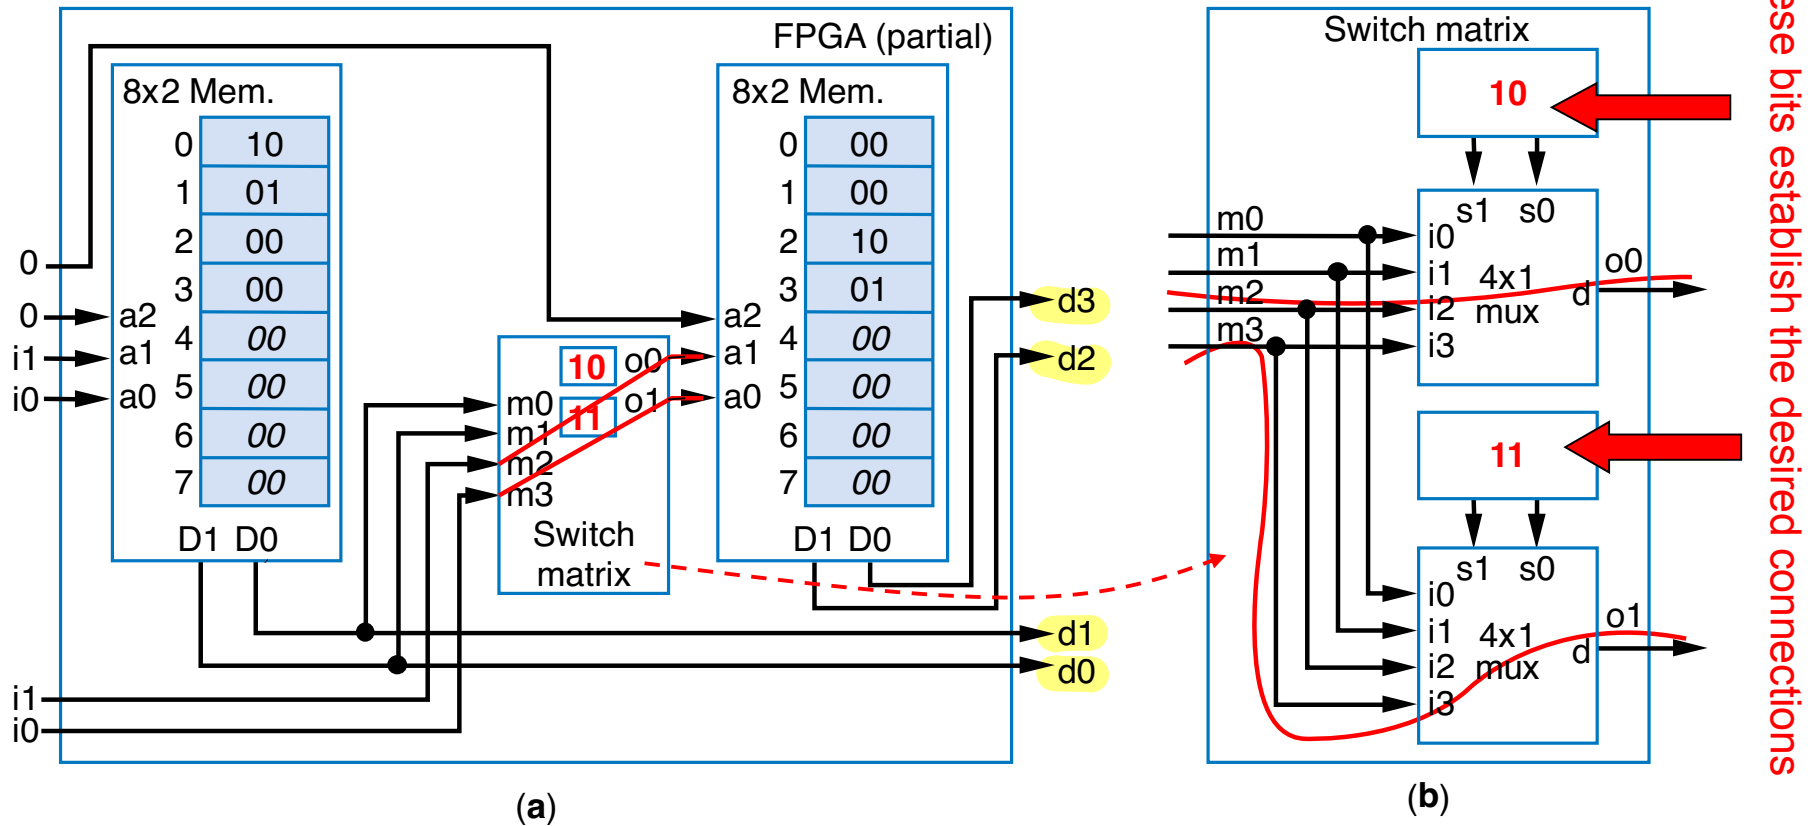 FPGA (partial)
8x2 Mem.
0 10
1 01
2 00
3 00
4 00
5 00
6 00
7 00
D1 D0
0
0
i1
i0
a2
a1
a0
i1
i0
10
11
o0
o1
m0
m1
m2
m3
Switch
matrix
8x2 Mem.
0 00
1 00
2 10
3 01
4 00
5 00
6 00
7 00
a2
a1
a0
D1 D0
d3
d2
d1
d0
(a)
Switch matrix
10
s1 s0
m0
m1
m2
m3
i0
i1
i2
i3
4x1
mux
d
o0
11
s1 s0
i0
i1
i2
i3
4x1
mux
d
o1
(b)
ese bits establish the desired connections